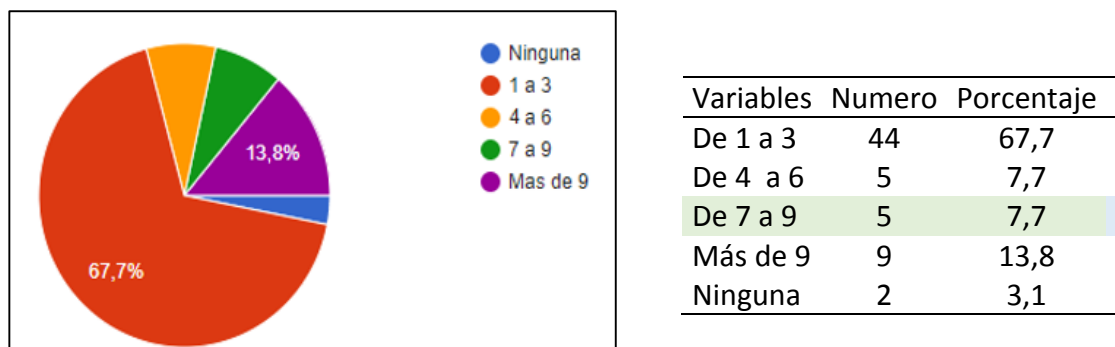 Ninguna
1 a 3
4 a 6
7 a 9
Mas de 9
13,8%
67,7%
Variables Numero Porcentaje
De 1 a 3 44 67,7
De 4 a 6 5 7,7
De 7 a 9 5 7,7
Más de 9 9 13,8
Ninguna 2 3,1